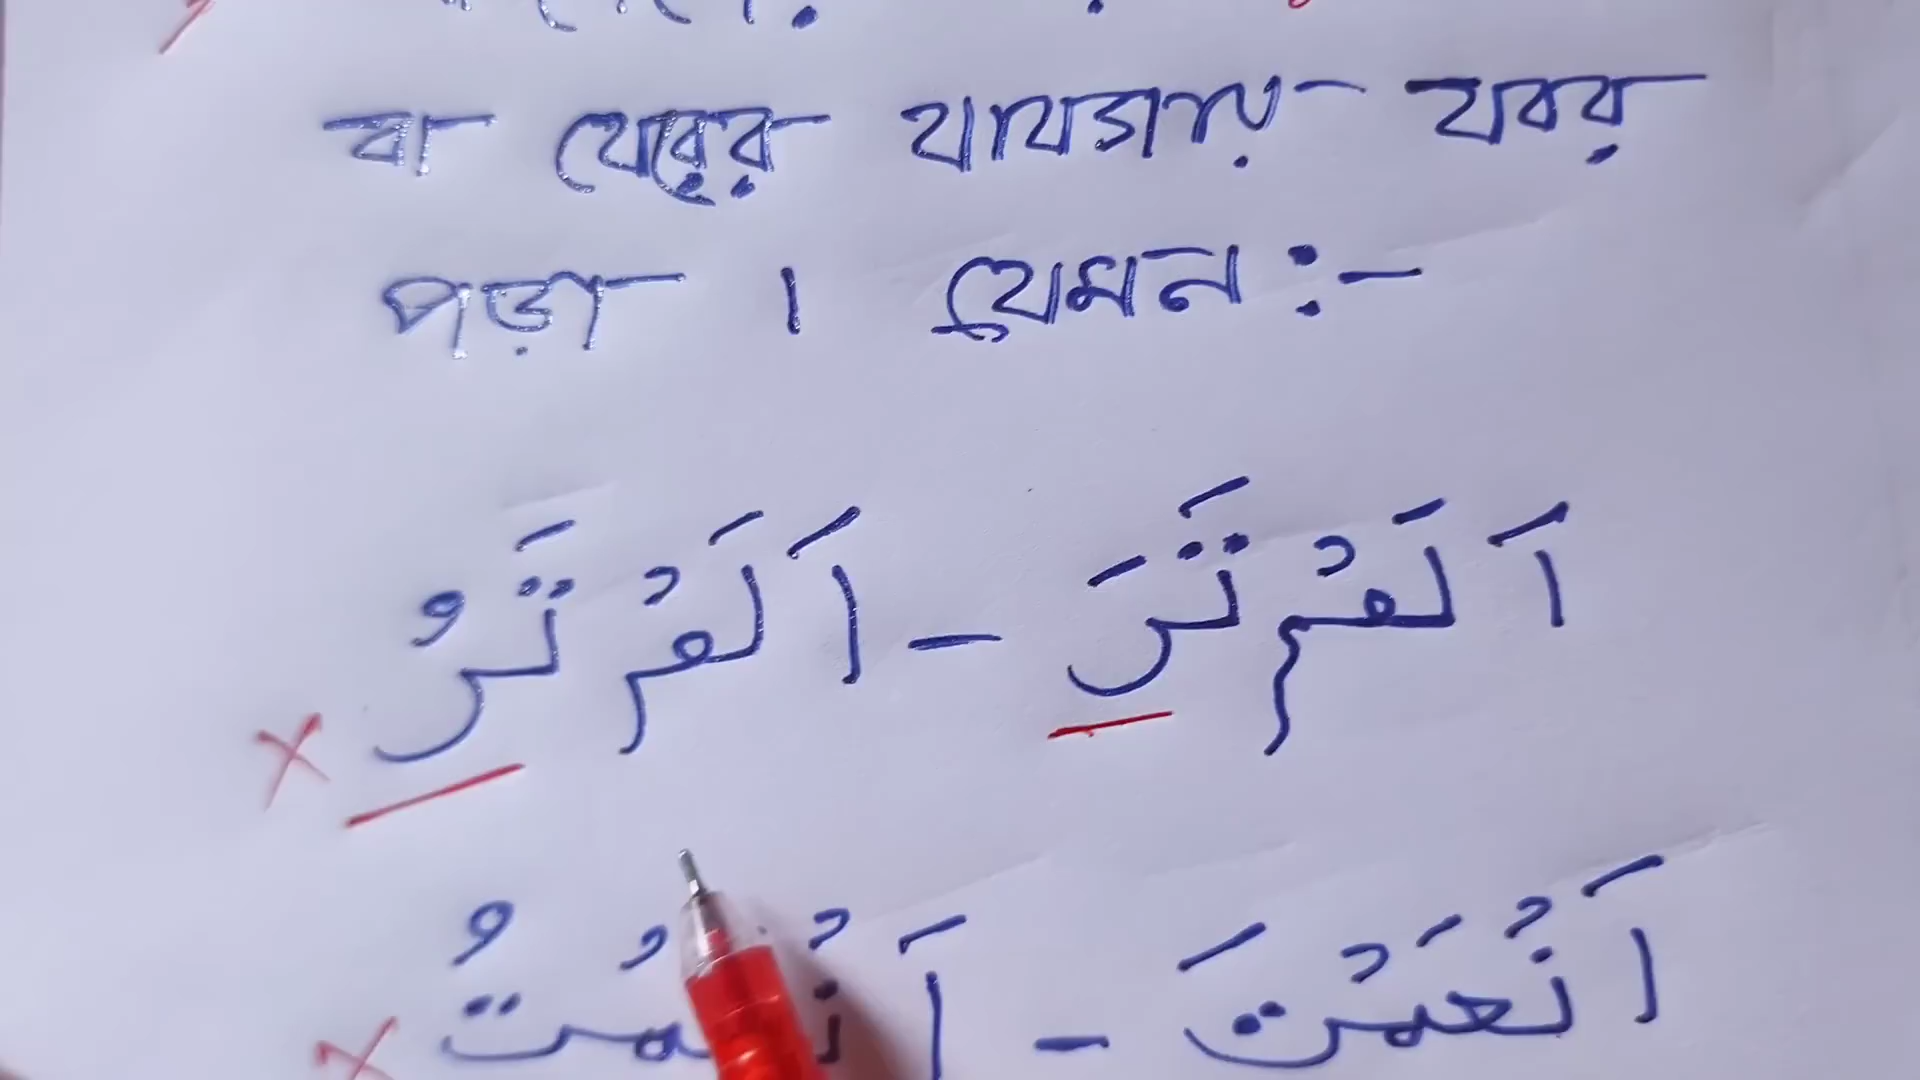 বা যেরের যায়গায় যবর
পড়া । যেমন :-
اَلَمْ تَرَ - اَلَمْ تَرُ ×
اَنْعَمْتَ - اَنْعَمْتُ ×